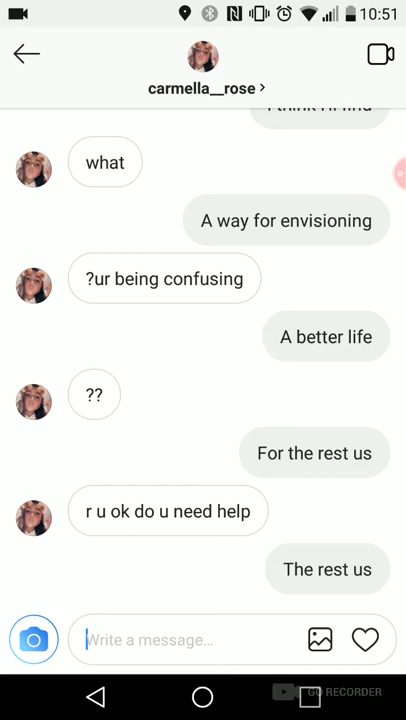 10:51
carmella__rose >
what
A way for envisioning
?ur being confusing
A better life
??
For the rest us
r u ok do u need help
The rest us
Write a message...
GO RECORDER